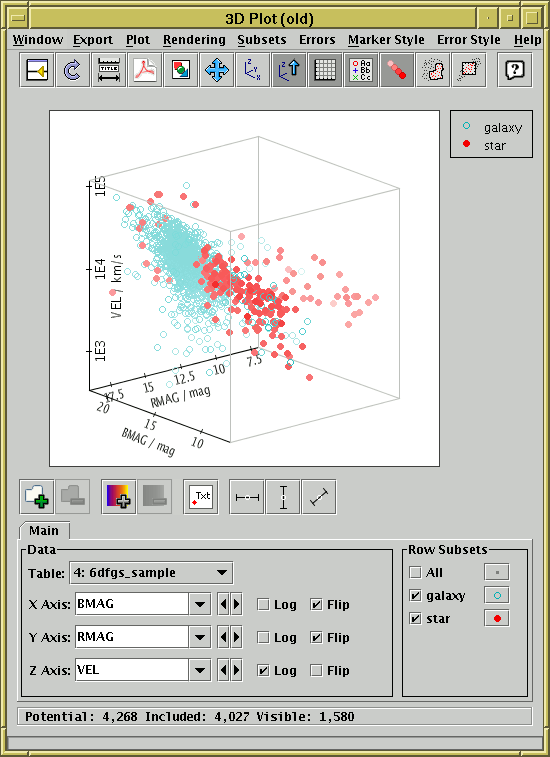 3D Plot (old)
Window Export Plot Rendering Subsets Errors Marker Style Error Style Help
Aa
Bb
Cc
galaxy
star
1E5
1E4
1E3
VEL / km/s
17.5 15 12.5 10 7.5
RMAG / mag
20 15 10
BMAG / mag
Txt
Main
Data
Table: 4: 6dfgs_sample
X Axis: BMAG Log Flip
Y Axis: RMAG Log Flip
Z Axis: VEL Log Flip
Row Subsets
All
galaxy
star
Potential: 4,268 Included: 4,027 Visible: 1,580